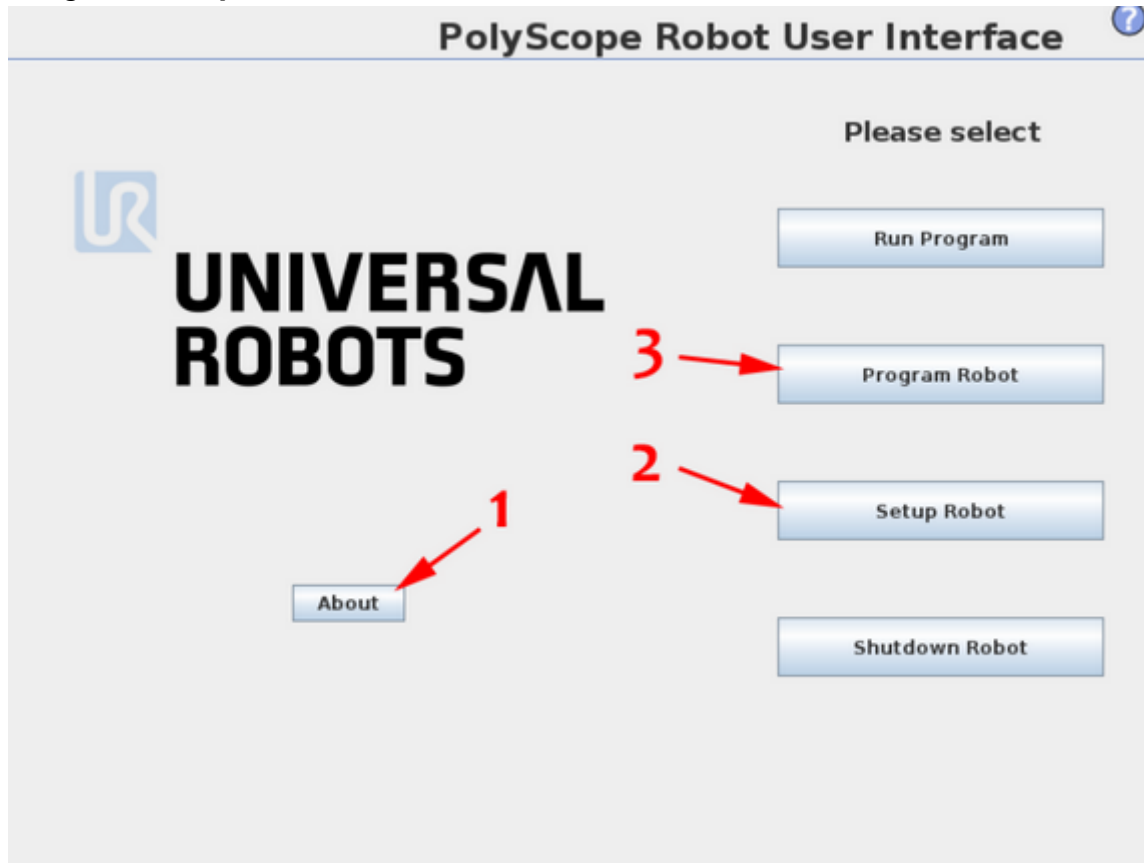 PolyScope Robot User Interface
?
Please select
UR
UNIVERSAL
ROBOTS
Run Program
3
Program Robot
2
Setup Robot
1
About
Shutdown Robot